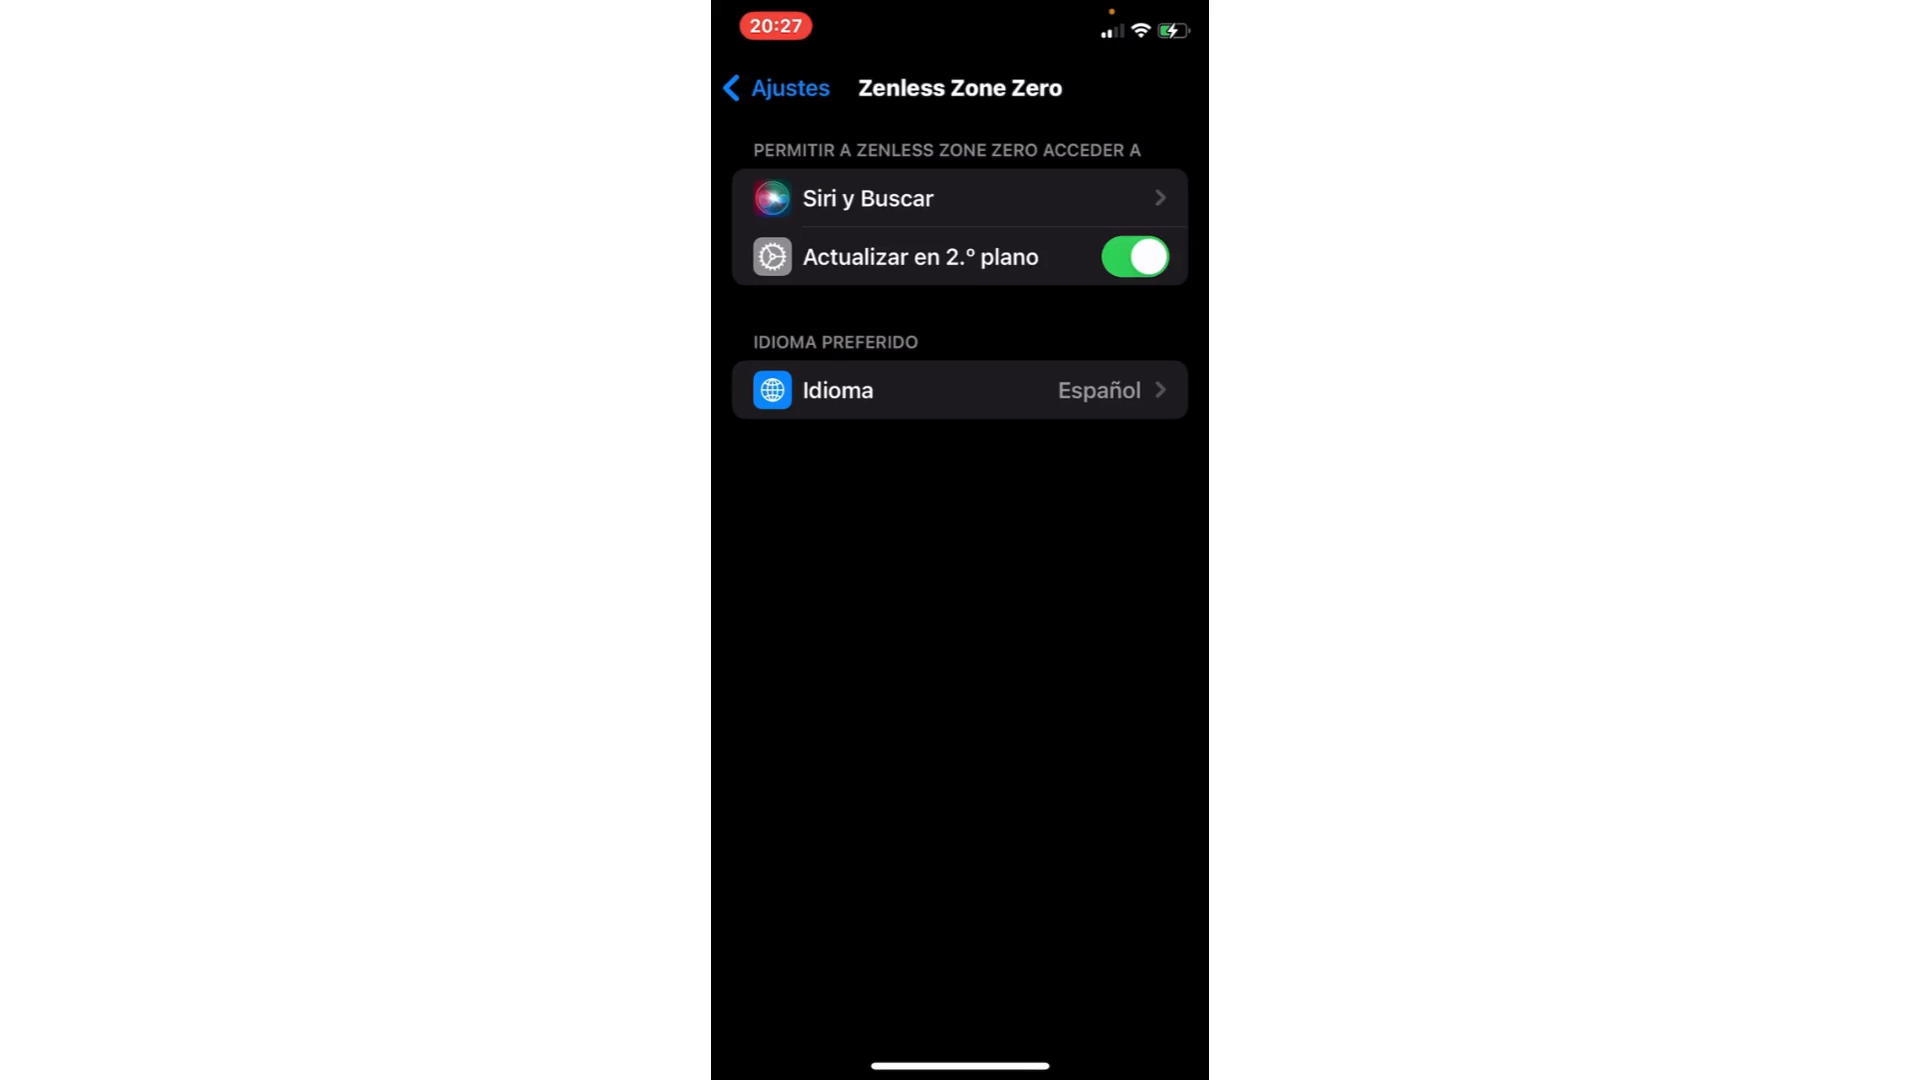 20:27
Ajustes Zenless Zone Zero
PERMITIR A ZENLESS ZONE ZERO ACCEDER A
Siri y Buscar
Actualizar en 2.º plano
IDIOMA PREFERIDO
Idioma Español